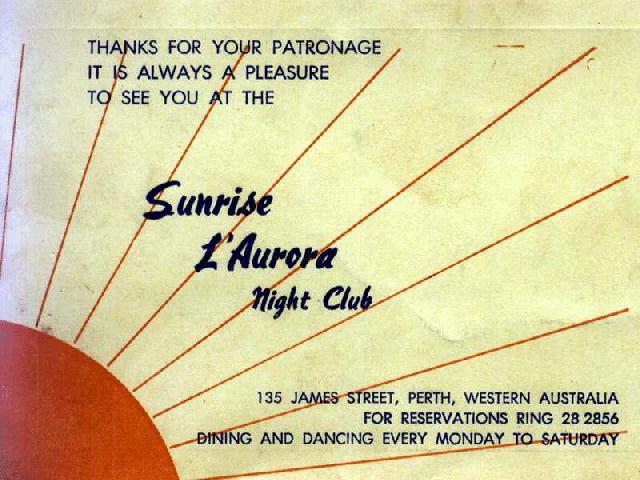 THANKS FOR YOUR PATRONAGE
IT IS ALWAYS A PLEASURE
TO SEE YOU AT THE
Sunrise
L'Aurora
Night Club
135 JAMES STREET, PERTH, WESTERN AUSTRALIA
FOR RESERVATIONS RING 28 2856
DINING AND DANCING EVERY MONDAY TO SATURDAY